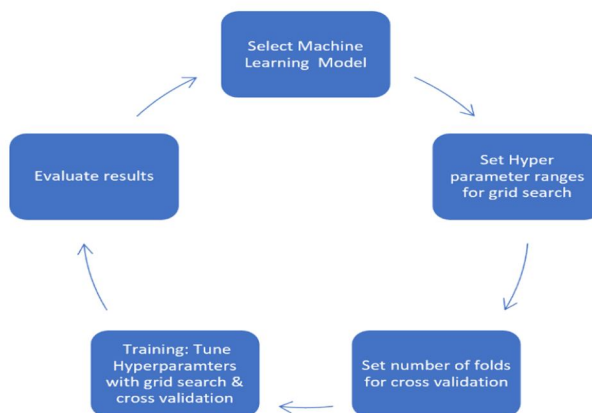 Select Machine
Learning Model
Set Hyper
parameter ranges
for grid search
Set number of folds
for cross validation
Training: Tune
Hyperparamters
with grid search &
cross validation
Evaluate results